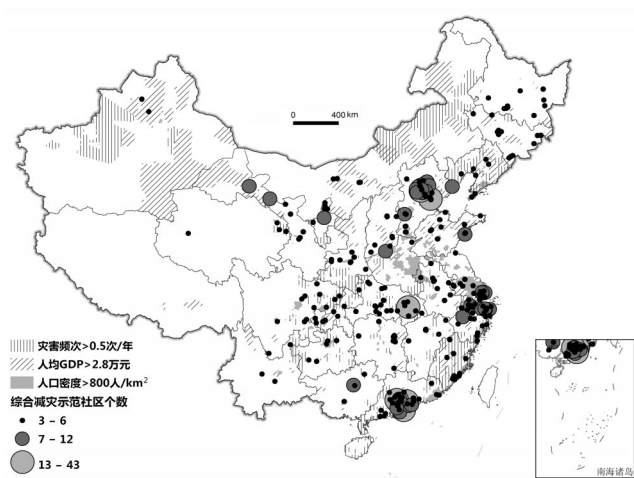 0 400 km
灾害频次>0.5次/年
人均GDP>2.8万元
人口密度>800人/km²
综合减灾示范社区个数
3 – 6
7 – 12
13 – 43
南海诸岛